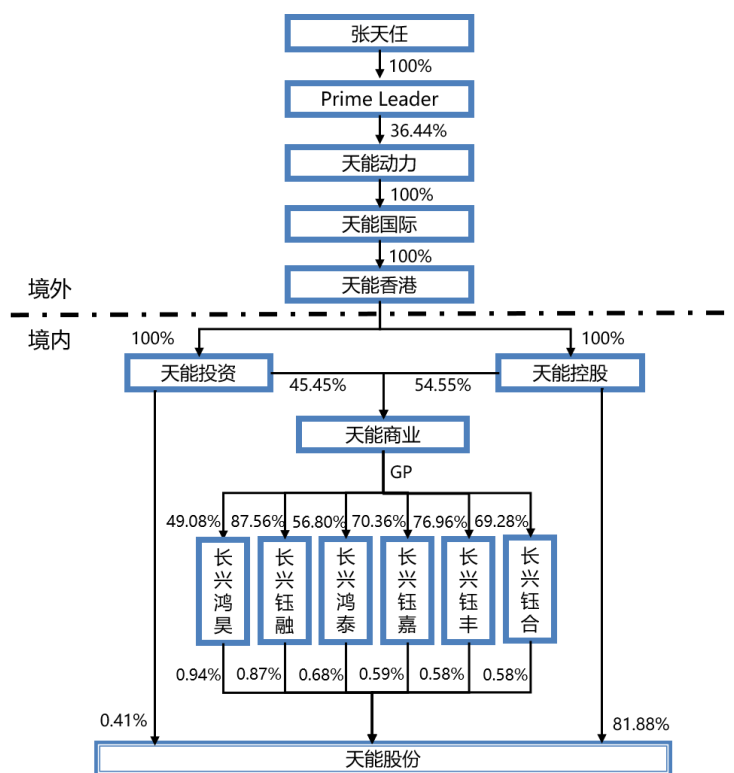 张天任
100%
Prime Leader
36.44%
天能动力
100%
天能国际
100%
天能香港
境外
境内
100%
100%
天能投资
天能控股
45.45%
54.55%
天能商业
GP
49.08%
87.56%
56.80%
70.36%
76.96%
69.28%
长兴鸿昊
长兴钰融
长兴鸿泰
长兴钰嘉
长兴钰丰
长兴钰合
0.94%
0.87%
0.68%
0.59%
0.58%
0.58%
0.41%
81.88%
天能股份